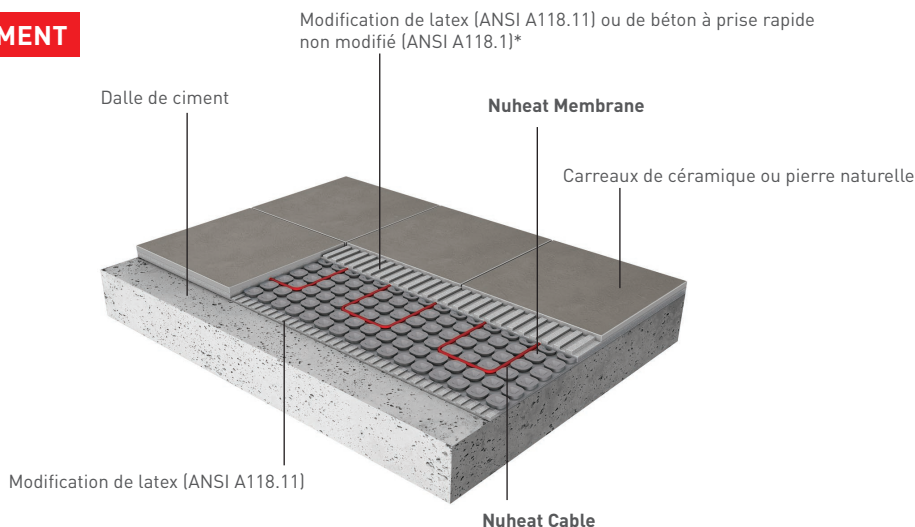 MENT
Modification de latex (ANSI A118.11) ou de béton à prise rapide
non modifié (ANSI A118.1)*
Dalle de ciment
Nuheat Membrane
Carreaux de céramique ou pierre naturelle
Modification de latex (ANSI A118.11)
Nuheat Cable